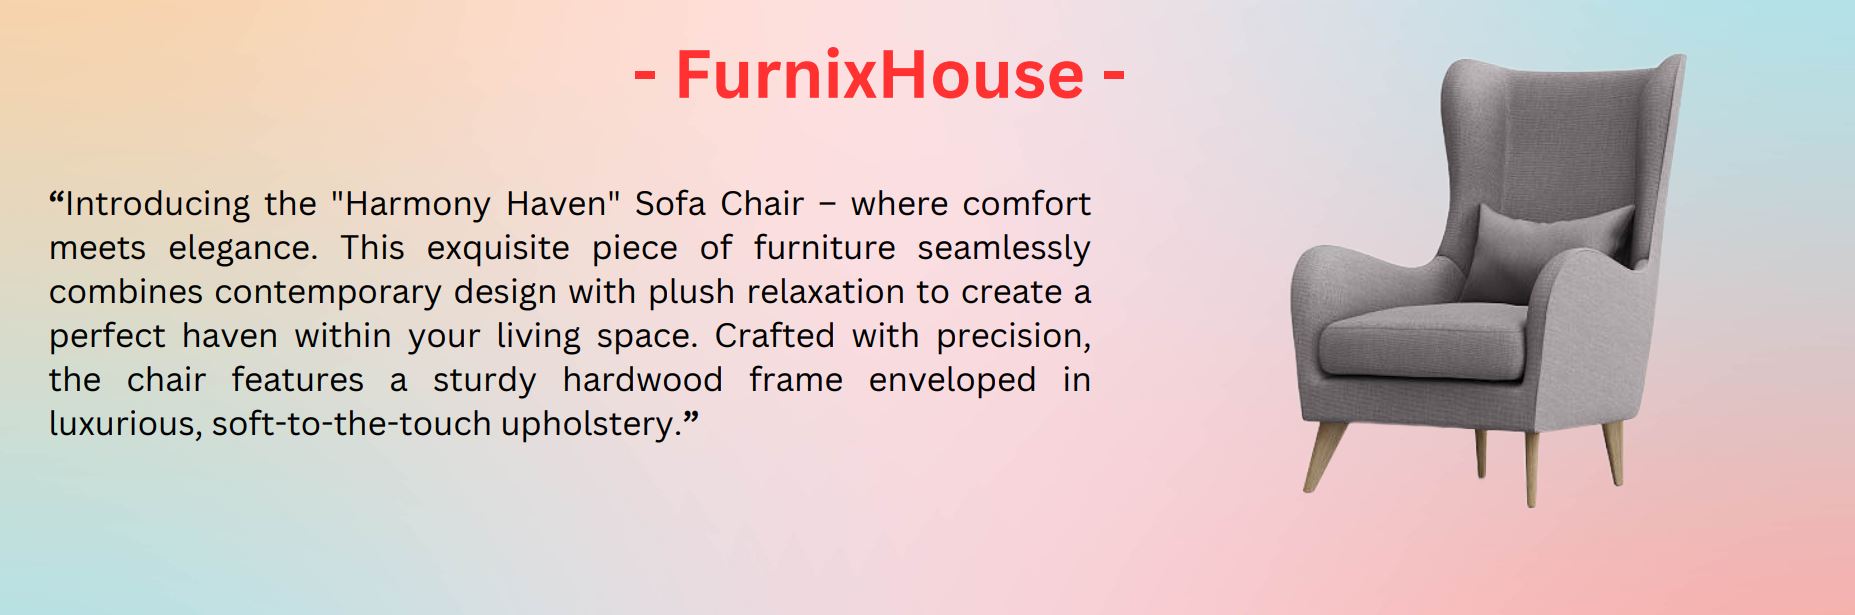 - FurnixHouse -
“Introducing the "Harmony Haven" Sofa Chair – where comfort
meets elegance. This exquisite piece of furniture seamlessly
combines contemporary design with plush relaxation to create a
perfect haven within your living space. Crafted with precision,
the chair features a sturdy hardwood frame enveloped in
luxurious, soft-to-the-touch upholstery.”